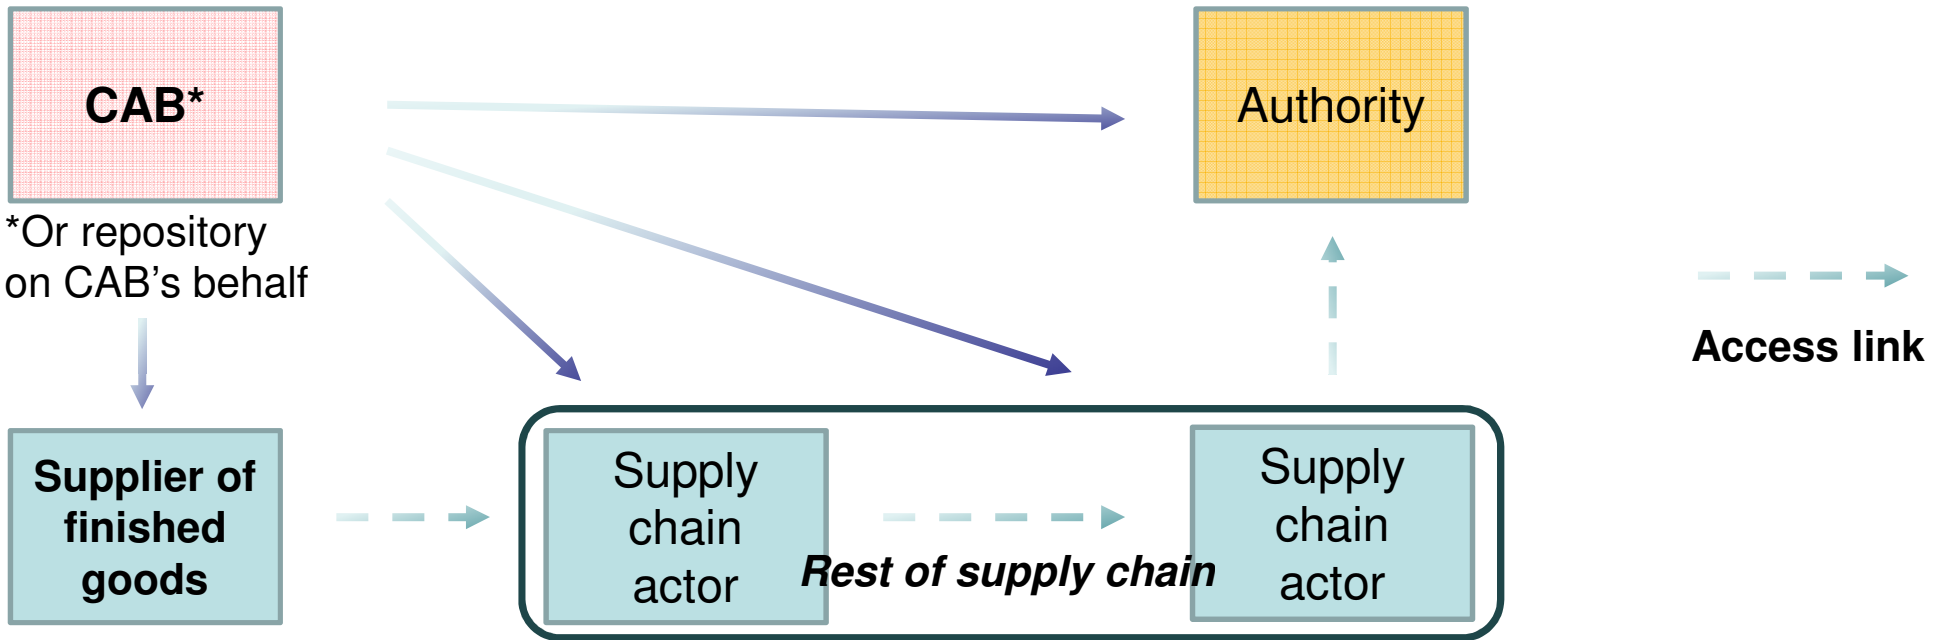 CAB*
*Or repository
on CAB's behalf
Authority
Access link
Supplier of
finished
goods
Supply
chain
actor
Rest of supply chain
Supply
chain
actor